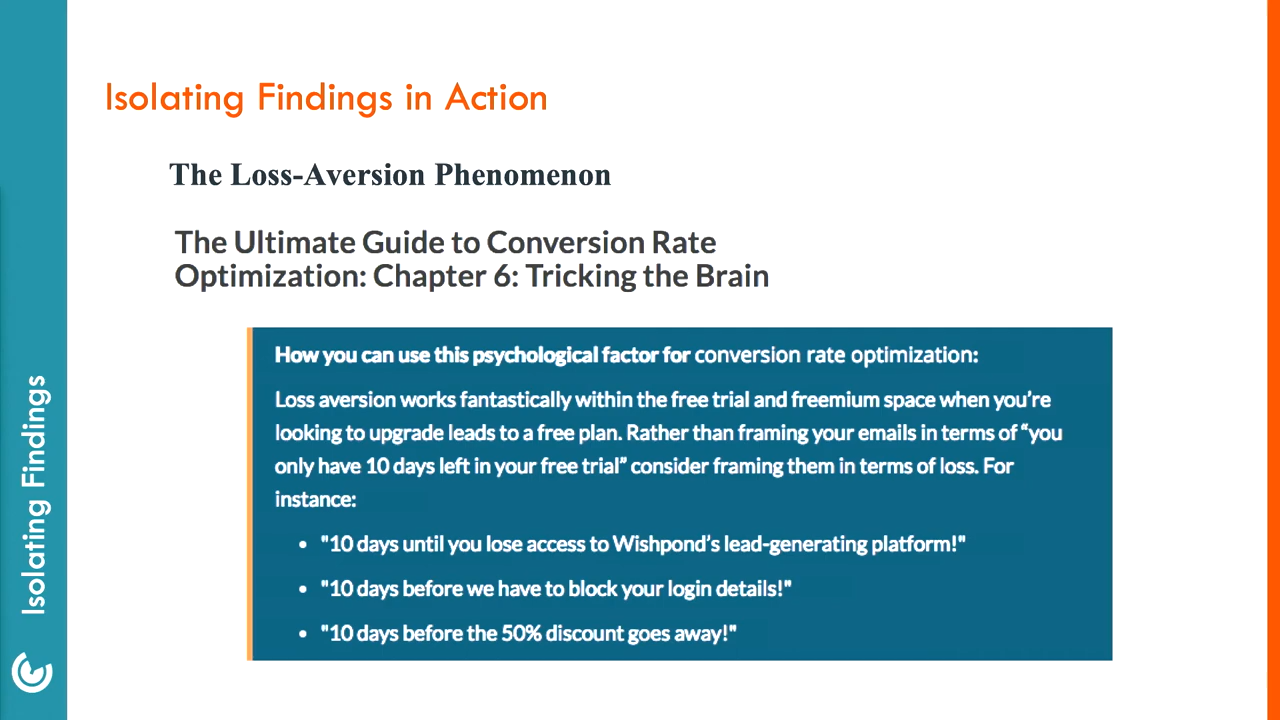 Isolating Findings in Action
The Loss-Aversion Phenomenon
The Ultimate Guide to Conversion Rate
Optimization: Chapter 6: Tricking the Brain
How you can use this psychological factor for conversion rate optimization:
Loss aversion works fantastically within the free trial and freemium space when you’re
looking to upgrade leads to a free plan. Rather than framing your emails in terms of “you
only have 10 days left in your free trial” consider framing them in terms of loss. For
instance:
• "10 days until you lose access to Wishpond’s lead-generating platform!"
• "10 days before we have to block your login details!"
• "10 days before the 50% discount goes away!"
Isolating Findings